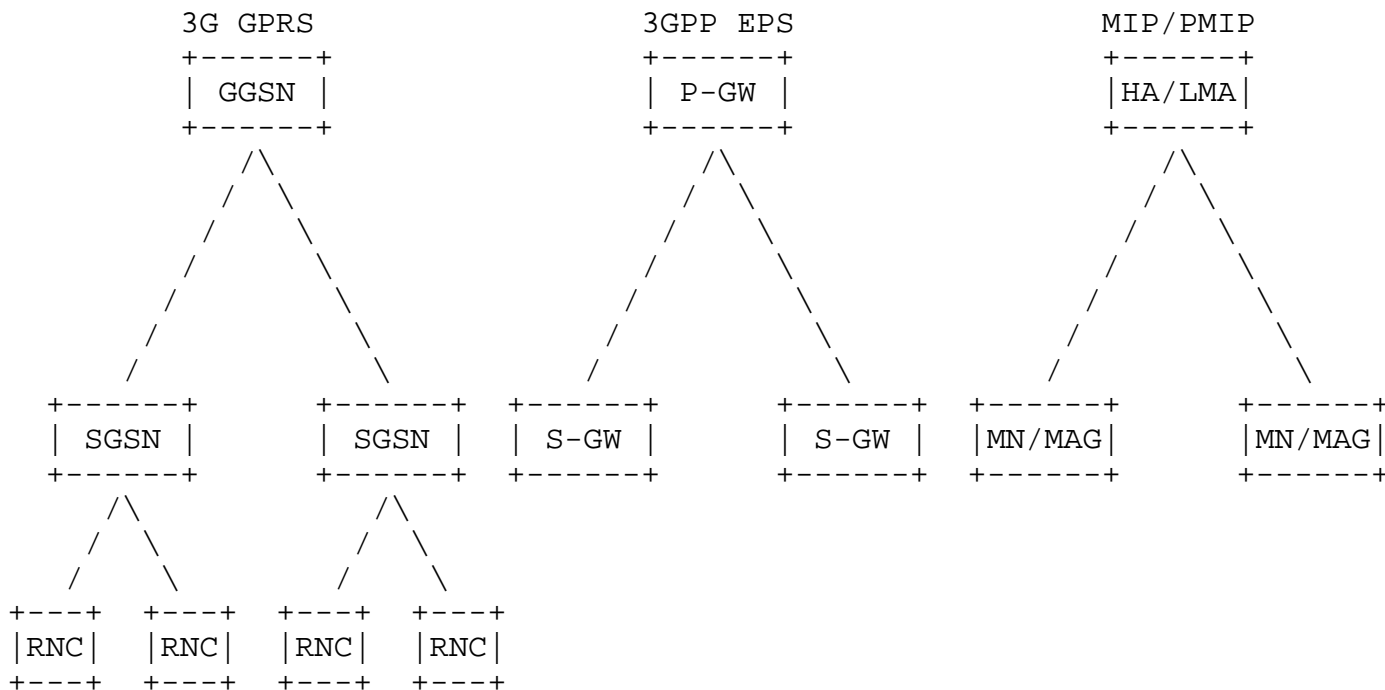 3G GPRS 3GPP EPS MIP/PMIP
GGSN P-GW HA/LMA
SGSN SGSN S-GW S-GW MN/MAG MN/MAG
RNC RNC RNC RNC